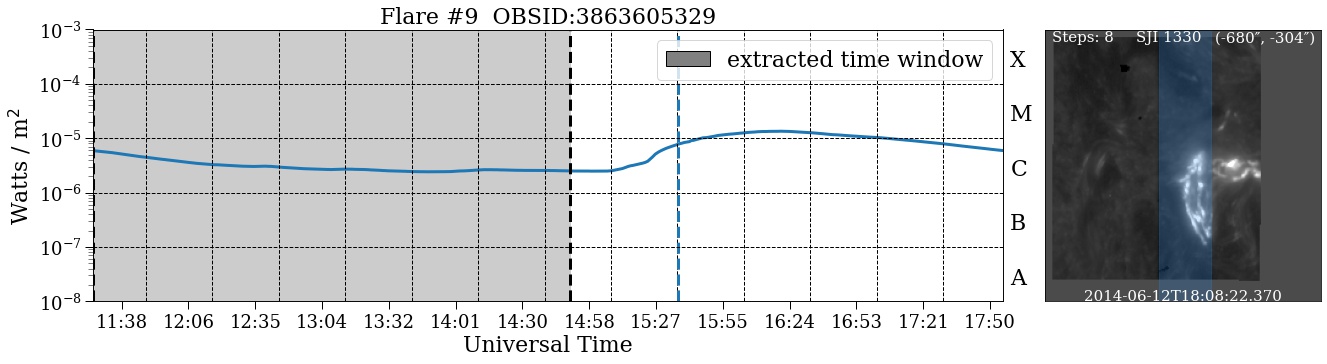 Flare #9 OBSID:3863605329
Watts / m²
10⁻³
10⁻⁴
10⁻⁵
10⁻⁶
10⁻⁷
10⁻⁸
extracted time window
X
M
C
B
A
11:38 12:06 12:35 13:04 13:32 14:01 14:30 14:58 15:27 15:55 16:24 16:53 17:21 17:50
Universal Time
Steps: 8 SJI 1330 (-680″, -304″)
2014-06-12T18:08:22.370